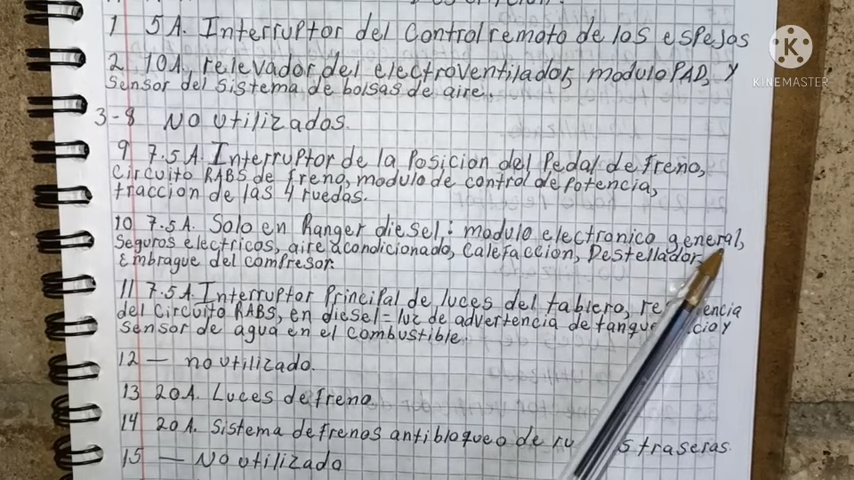 1 5A. Interruptor del Control remoto de los espejos
2 10A. relevador del electroventilador, modulo PAD, y
Sensor del Sistema de bolsas de aire.
3-8 No utilizados.
9 7.5 A. Interruptor de la Posicion del Pedal de freno,
Circuito RABS de freno, modulo de control de Potencia,
traccion de las 4 ruedas.
10 7.5A. Solo en Ranger diesel: modulo electronico general,
Seguros electricos, aire acondicionado, Calefaccion, Destellador
Embrague del compresor.
11 7.5A. Interruptor Principal de luces del tablero,
del Circuito RABS, en diesel = luz de advertencia de y
Sensor de agua en el Combustible.
12 — no utilizado.
13 20A. Luces de freno
14 20A. Sistema de frenos antibloqueo de traseras.
15 — No utilizado
KINEMASTER